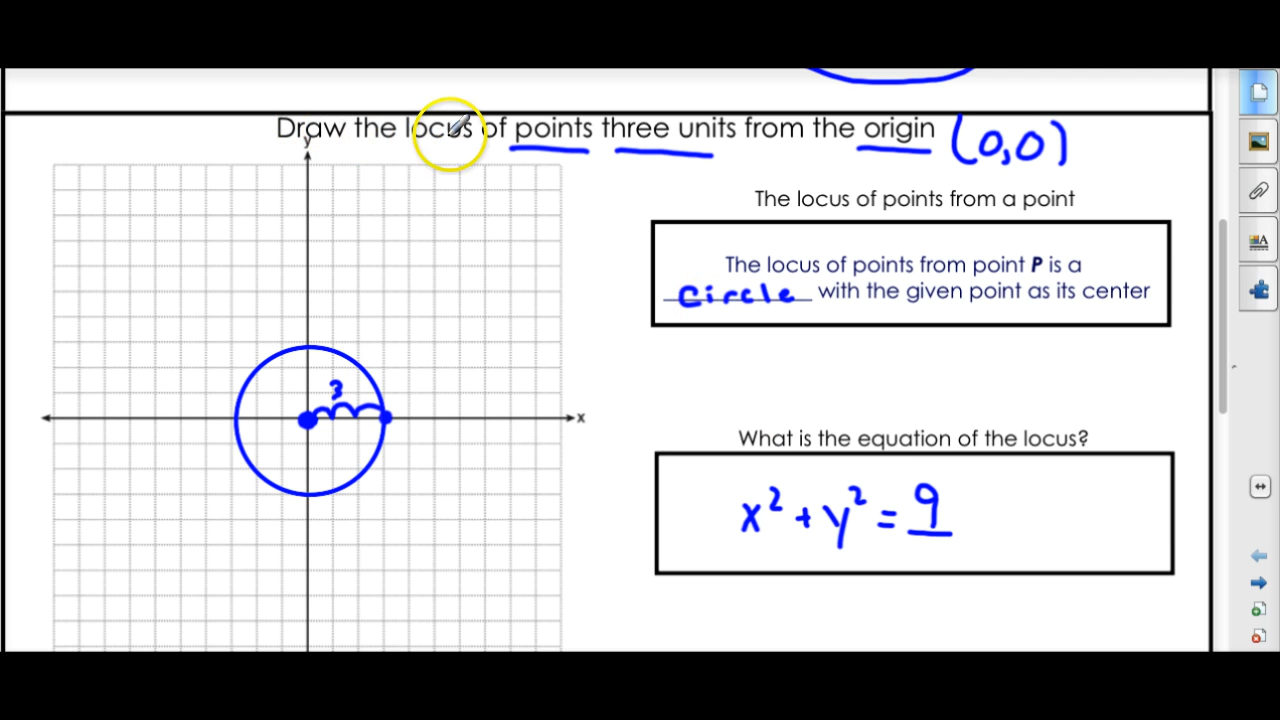 Draw the locus of points three units from the origin (0,0)
y
The locus of points from a point
The locus of points from point P is a
circle with the given point as its center
3
x
What is the equation of the locus?
x² + y² = 9